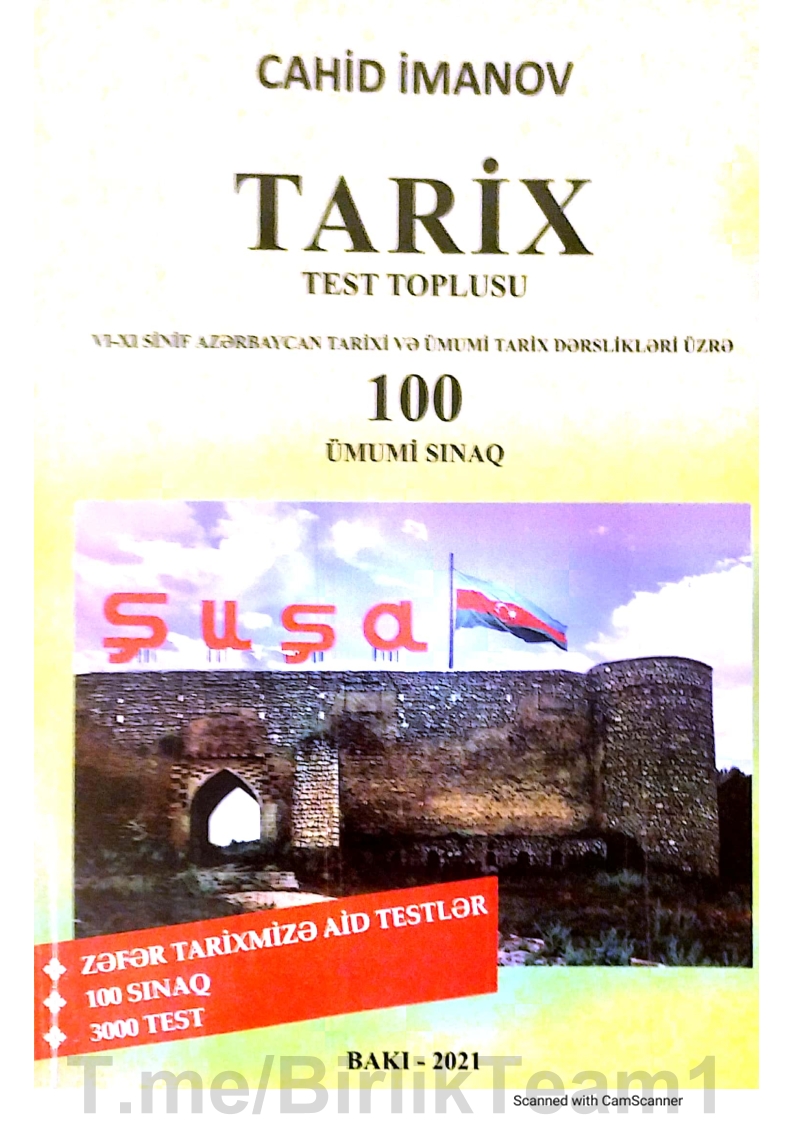 CAHİD İMANOV
TARİX
TEST TOPLUSU
VI-XI SİNİF AZƏRBAYCAN TARİXİ VƏ ÜMUMİ TARİX DƏRSLİKLƏRİ ÜZRƏ
100
ÜMUMİ SINAQ
Şuşa
ZƏFƏR TARİXMİZƏ AİD TESTLƏR
100 SINAQ
3000 TEST
BAKI - 2021
T.me/BirlikTeam1
Scanned with CamScanner